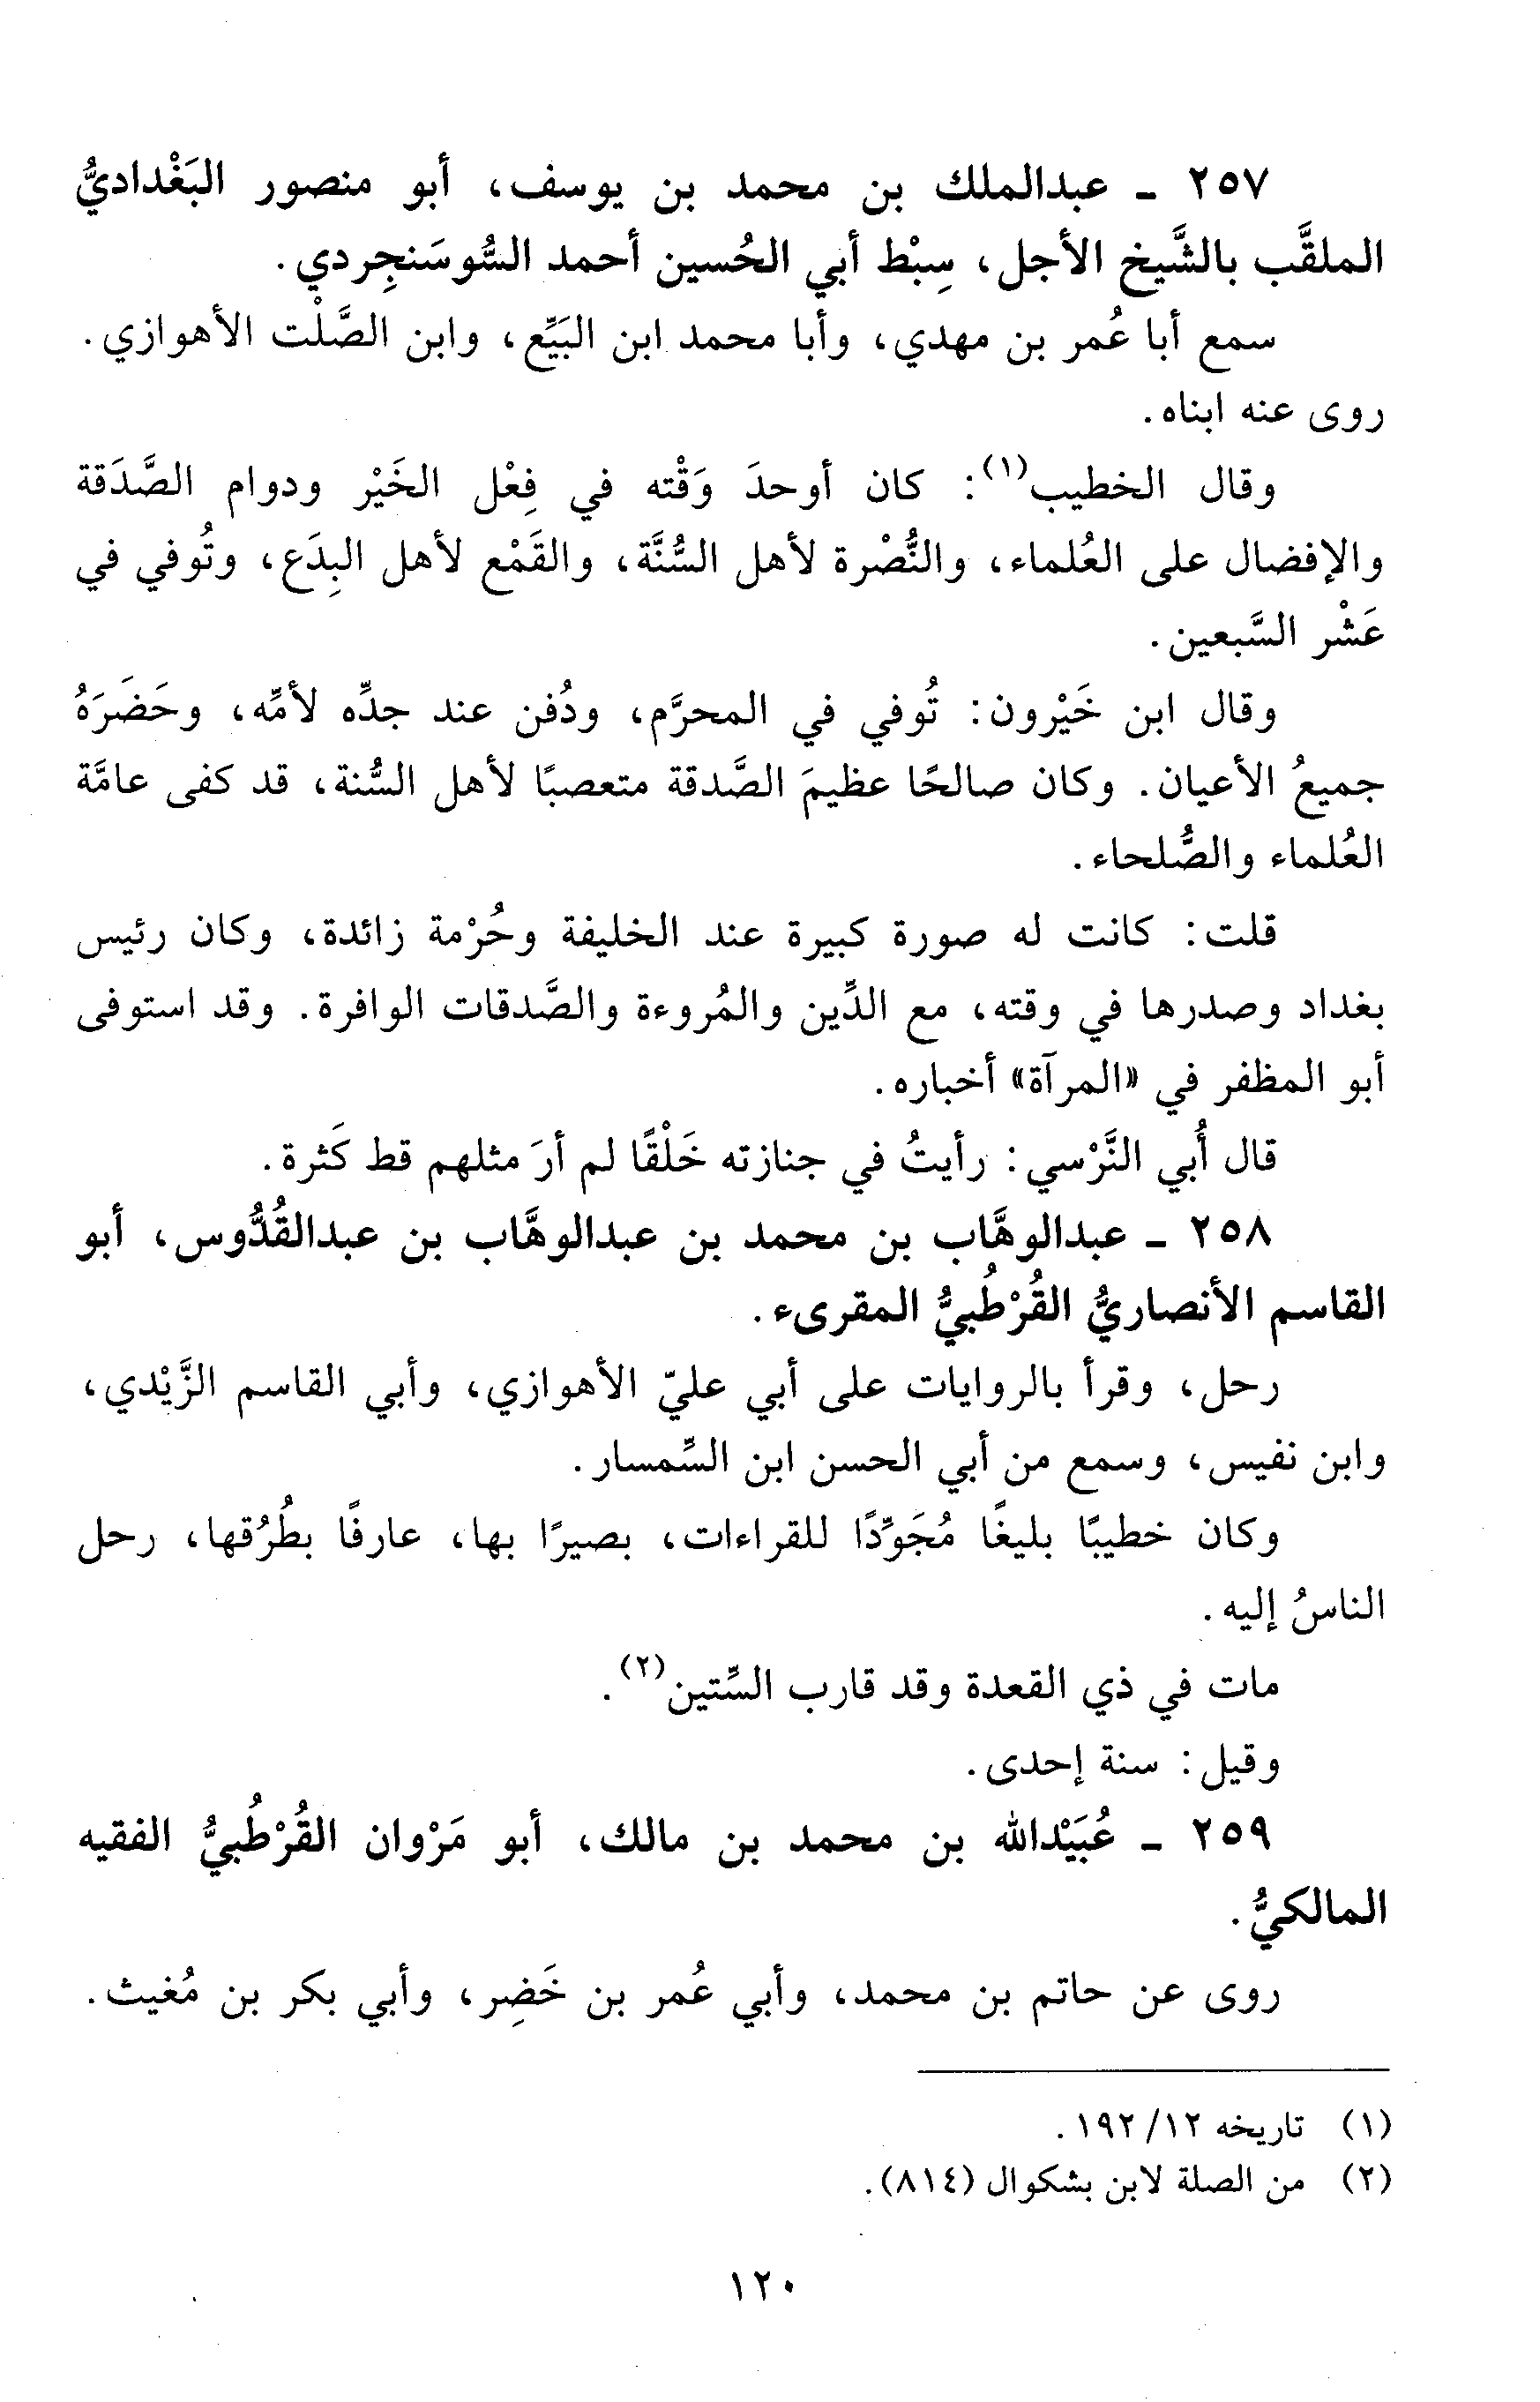 ٢٥٧ ـ عبدالملك بن محمد بن يوسف، أبو منصور البَغْداديُّ
الملقَّب بالشَّيخ الأجل، سِبْط أبي الحُسين أحمد السُّوسَنجِردي.
سمع أبا عُمر بن مهدي، وأبا محمد ابن البَيِّع، وابن الصَّلْت الأهوازي.
روى عنه ابناه.
وقال الخطيب(١): كان أوحدَ وَقْته في فِعْل الخَيْر ودوام الصَّدَقة
والإفضال على العُلماء، والنُّصْرة لأهل السُّنَّة، والقَمْع لأهل البِدَع، وتُوفي في
عَشْر السَّبعين.
وقال ابن خَيْرون: تُوفي في المحرَّم، ودُفن عند جدِّه لأمِّه، وحَضَرَهُ
جميعُ الأعيان. وكان صالحًا عظيمَ الصَّدقة متعصبًا لأهل السُّنة، قد كفى عامَّة
العُلماء والصُّلحاء.
قلت: كانت له صورة كبيرة عند الخليفة وحُرْمة زائدة، وكان رئيس
بغداد وصدرها في وقته، مع الدِّين والمُروءة والصَّدقات الوافرة. وقد استوفى
أبو المظفر في «المرآة» أخباره.
قال أُبي النَّرْسي: رأيتُ في جنازته خَلْقًا لم أرَ مثلهم قط كَثرة.
٢٥٨ ـ عبدالوهَّاب بن محمد بن عبدالوهَّاب بن عبدالقُدُّوس، أبو
القاسم الأنصاريُّ القُرْطُبيُّ المقرىء.
رحل، وقرأ بالروايات على أبي عليّ الأهوازي، وأبي القاسم الزَّيْدي،
وابن نفيس، وسمع من أبي الحسن ابن السِّمسار.
وكان خطيبًا بليغًا مُجَوِّدًا للقراءات، بصيرًا بها، عارفًا بطُرُقها، رحل
الناسُ إليه.
مات في ذي القعدة وقد قارب السِّتين(٢).
وقيل: سنة إحدى.
٢٥٩ ـ عُبَيْدالله بن محمد بن مالك، أبو مَرْوان القُرْطُبيُّ الفقيه
المالكيُّ.
روى عن حاتم بن محمد، وأبي عُمر بن خَضِر، وأبي بكر بن مُغيث.
(١) تاريخه ١٢/ ١٩٢.
(٢) من الصلة لابن بشكوال (٨١٤).
١٢٠